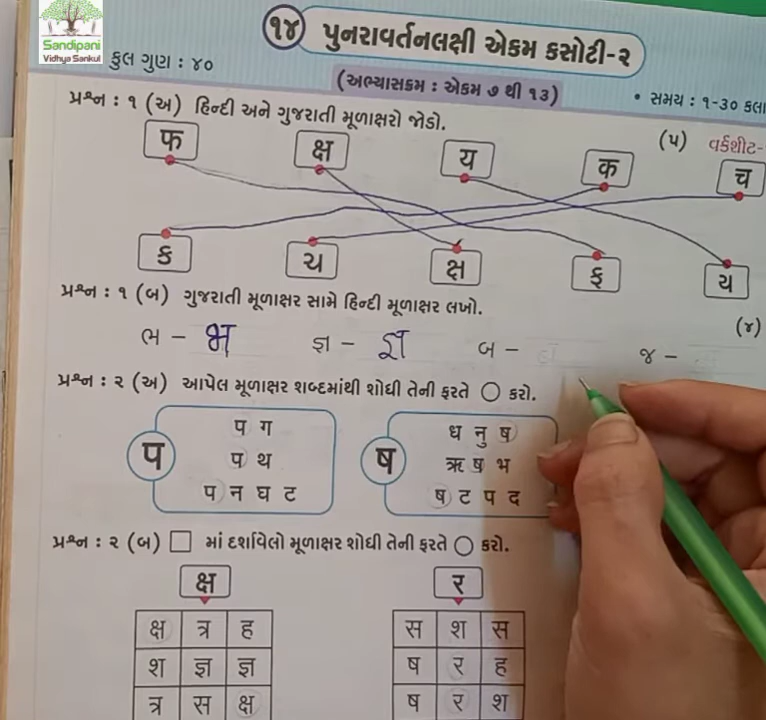 Sandipani
Vidhya Sankul
૧૪ પુનરાવર્તનલક્ષી એકમ કસોટી-૨
કુલ ગુણ : ૪૦
(અભ્યાસક્રમ : એકમ ૭ થી ૧૩)
• સમય : ૧-૩૦ કલા
પ્રશ્ન : ૧ (અ) હિન્દી અને ગુજરાતી મૂળાક્ષરો જોડો. (૫) વર્કશીટ-
फ क्ष य क च
ક ચ ક્ષ ફ ય
પ્રશ્ન : ૧ (બ) ગુજરાતી મૂળાક્ષર સામે હિન્દી મૂળાક્ષર લખો. (૪)
ભ – भ જ્ઞ – ज्ञ બ – જ –
પ્રશ્ન : ૨ (અ) આપેલ મૂળાક્ષર શબ્દમાંથી શોધી તેની ફરતે ○ કરો.
प
प ग
प थ
प न घ ट
ष
ध नु ष
ऋ ष भ
ष ट प द
પ્રશ્ન : ૨ (બ) □ માં દર્શાવેલો મૂળાક્ષર શોધી તેની ફરતે ○ કરો.
क्ष
क्ष त्र ह
श ज्ञ ज्ञ
त्र स क्ष
र
स श स
ष र ह
ष र श